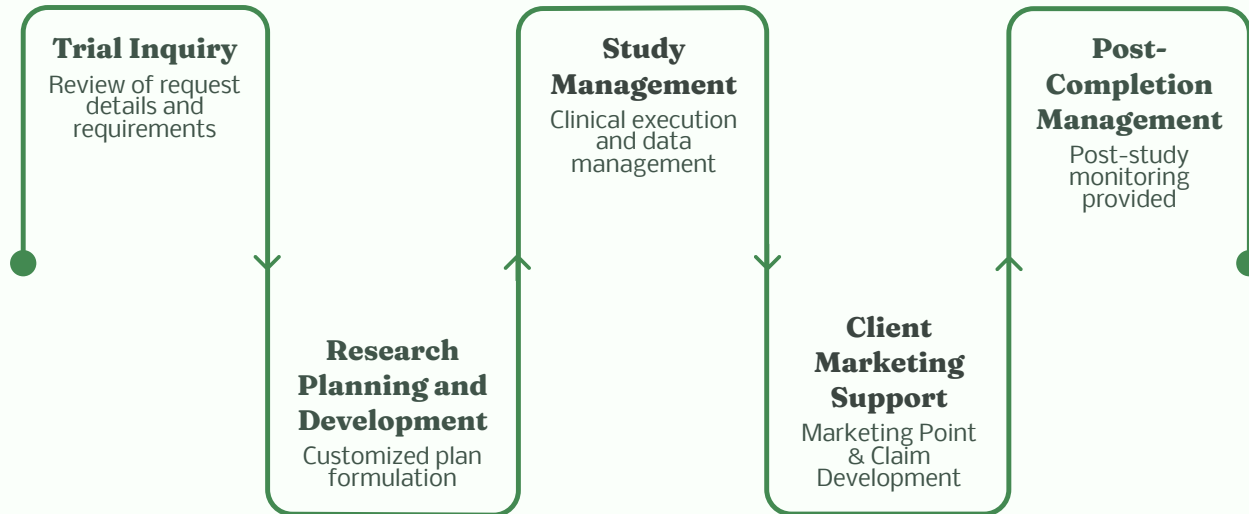 Trial Inquiry
Review of request
details and
requirements
Research
Planning and
Development
Customized plan
formulation
Study
Management
Clinical execution
and data
management
Client
Marketing
Support
Marketing Point
& Claim
Development
Post-
Completion
Management
Post-study
monitoring
provided